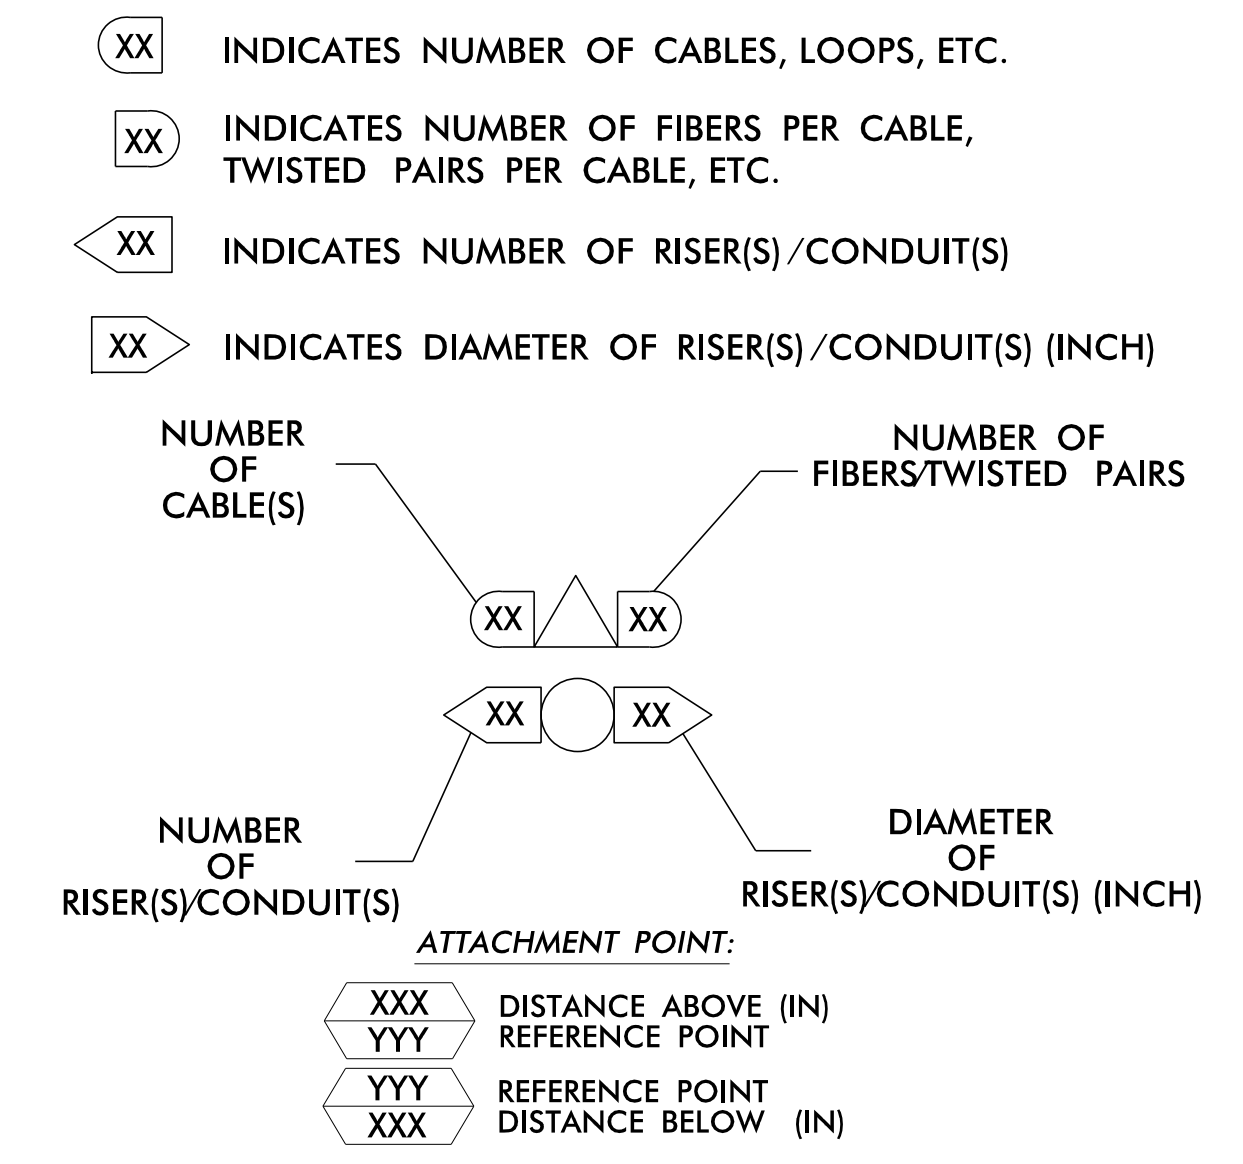 XX INDICATES NUMBER OF CABLES, LOOPS, ETC.
XX INDICATES NUMBER OF FIBERS PER CABLE,
TWISTED PAIRS PER CABLE, ETC.
XX INDICATES NUMBER OF RISER(S)/CONDUIT(S)
XX INDICATES DIAMETER OF RISER(S)/CONDUIT(S) (INCH)
NUMBER
OF
CABLE(S)
NUMBER OF
FIBERS/TWISTED PAIRS
XX XX
XX XX
NUMBER
OF
RISER(S)/CONDUIT(S)
DIAMETER
OF
RISER(S)/CONDUIT(S) (INCH)
ATTACHMENT POINT:
XXX DISTANCE ABOVE (IN)
YYY REFERENCE POINT
YYY REFERENCE POINT
XXX DISTANCE BELOW (IN)